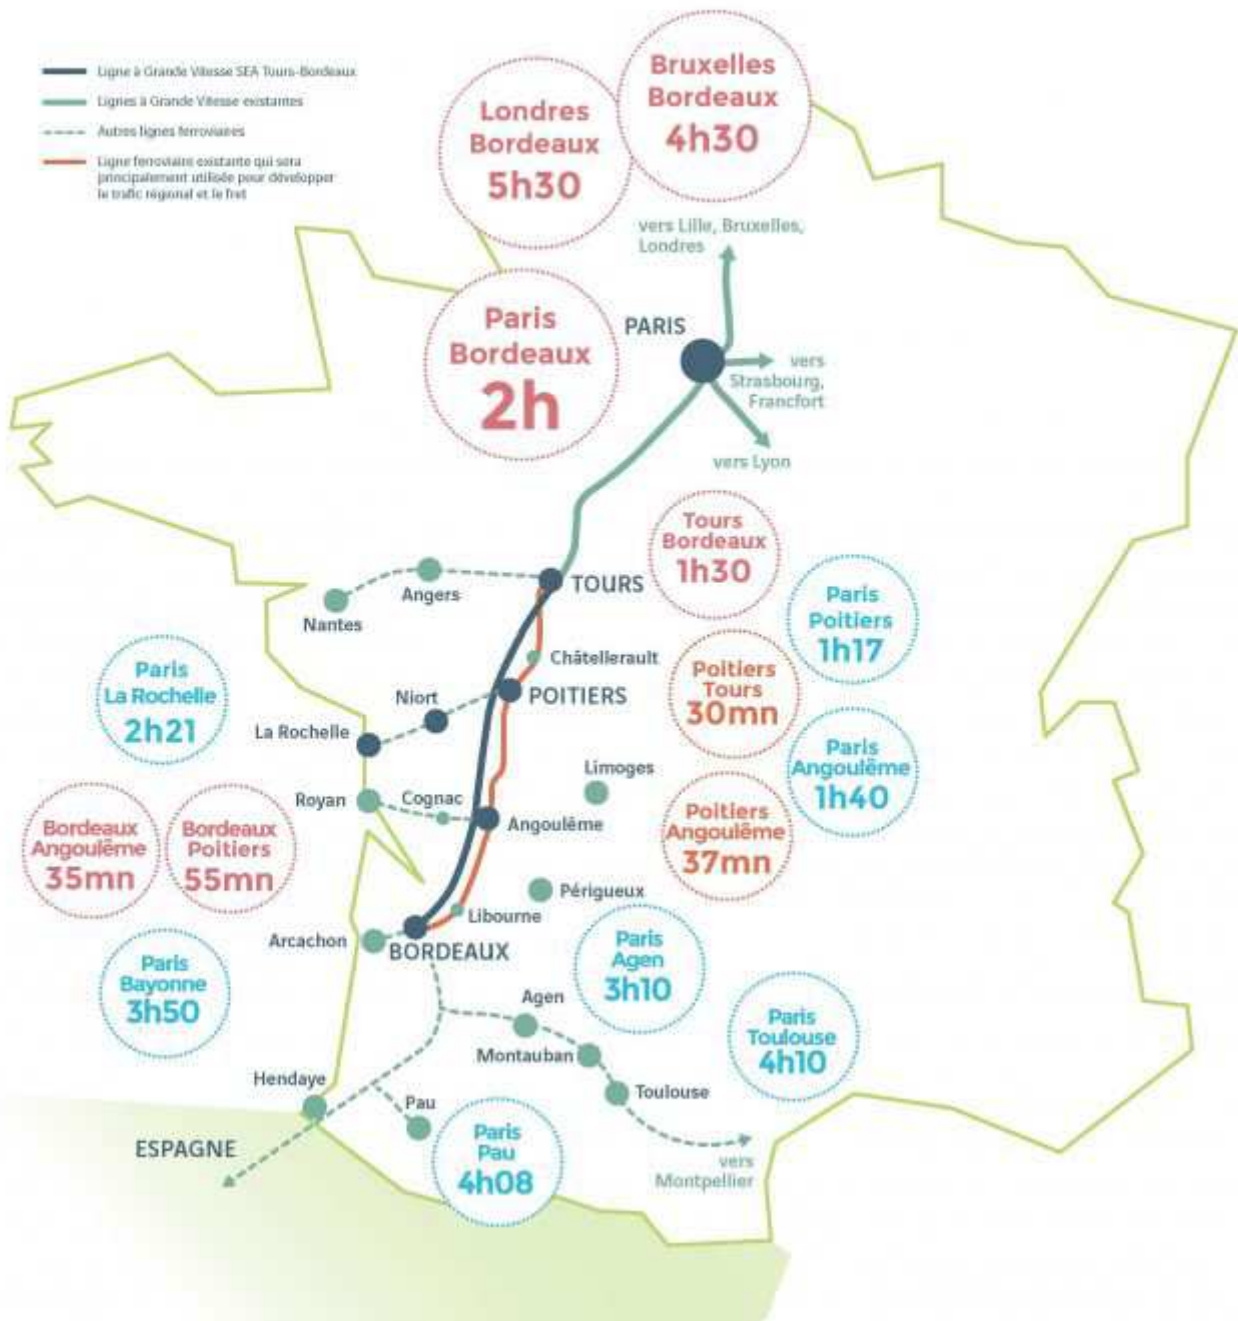 Ligne à Grande Vitesse SEA Tours-Bordeaux
Lignes à Grande Vitesse existantes
Autres lignes ferroviaires
Ligne ferroviaire existante qui sera
principalement utilisée pour développer
le trafic régional et le fret
Londres
Bordeaux
5h30
Bruxelles
Bordeaux
4h30
vers Lille, Bruxelles,
Londres
Paris
Bordeaux
2h
PARIS
vers
Strasbourg,
Francfort
vers Lyon
Tours
Bordeaux
1h30
Paris
Poitiers
1h17
Angers
TOURS
Nantes
Châtellerault
Poitiers
Tours
30mn
Paris
La Rochelle
2h21
Niort
POITIERS
La Rochelle
Paris
Angoulême
1h40
Limoges
Royan
Cognac
Angoulême
Poitiers
Angoulême
37mn
Bordeaux
Angoulême
35mn
Bordeaux
Poitiers
55mn
Périgueux
Libourne
Arcachon
BORDEAUX
Paris
Agen
3h10
Paris
Bayonne
3h50
Agen
Montauban
Toulouse
Paris
Toulouse
4h10
Hendaye
Pau
ESPAGNE
Paris
Pau
4h08
vers
Montpellier